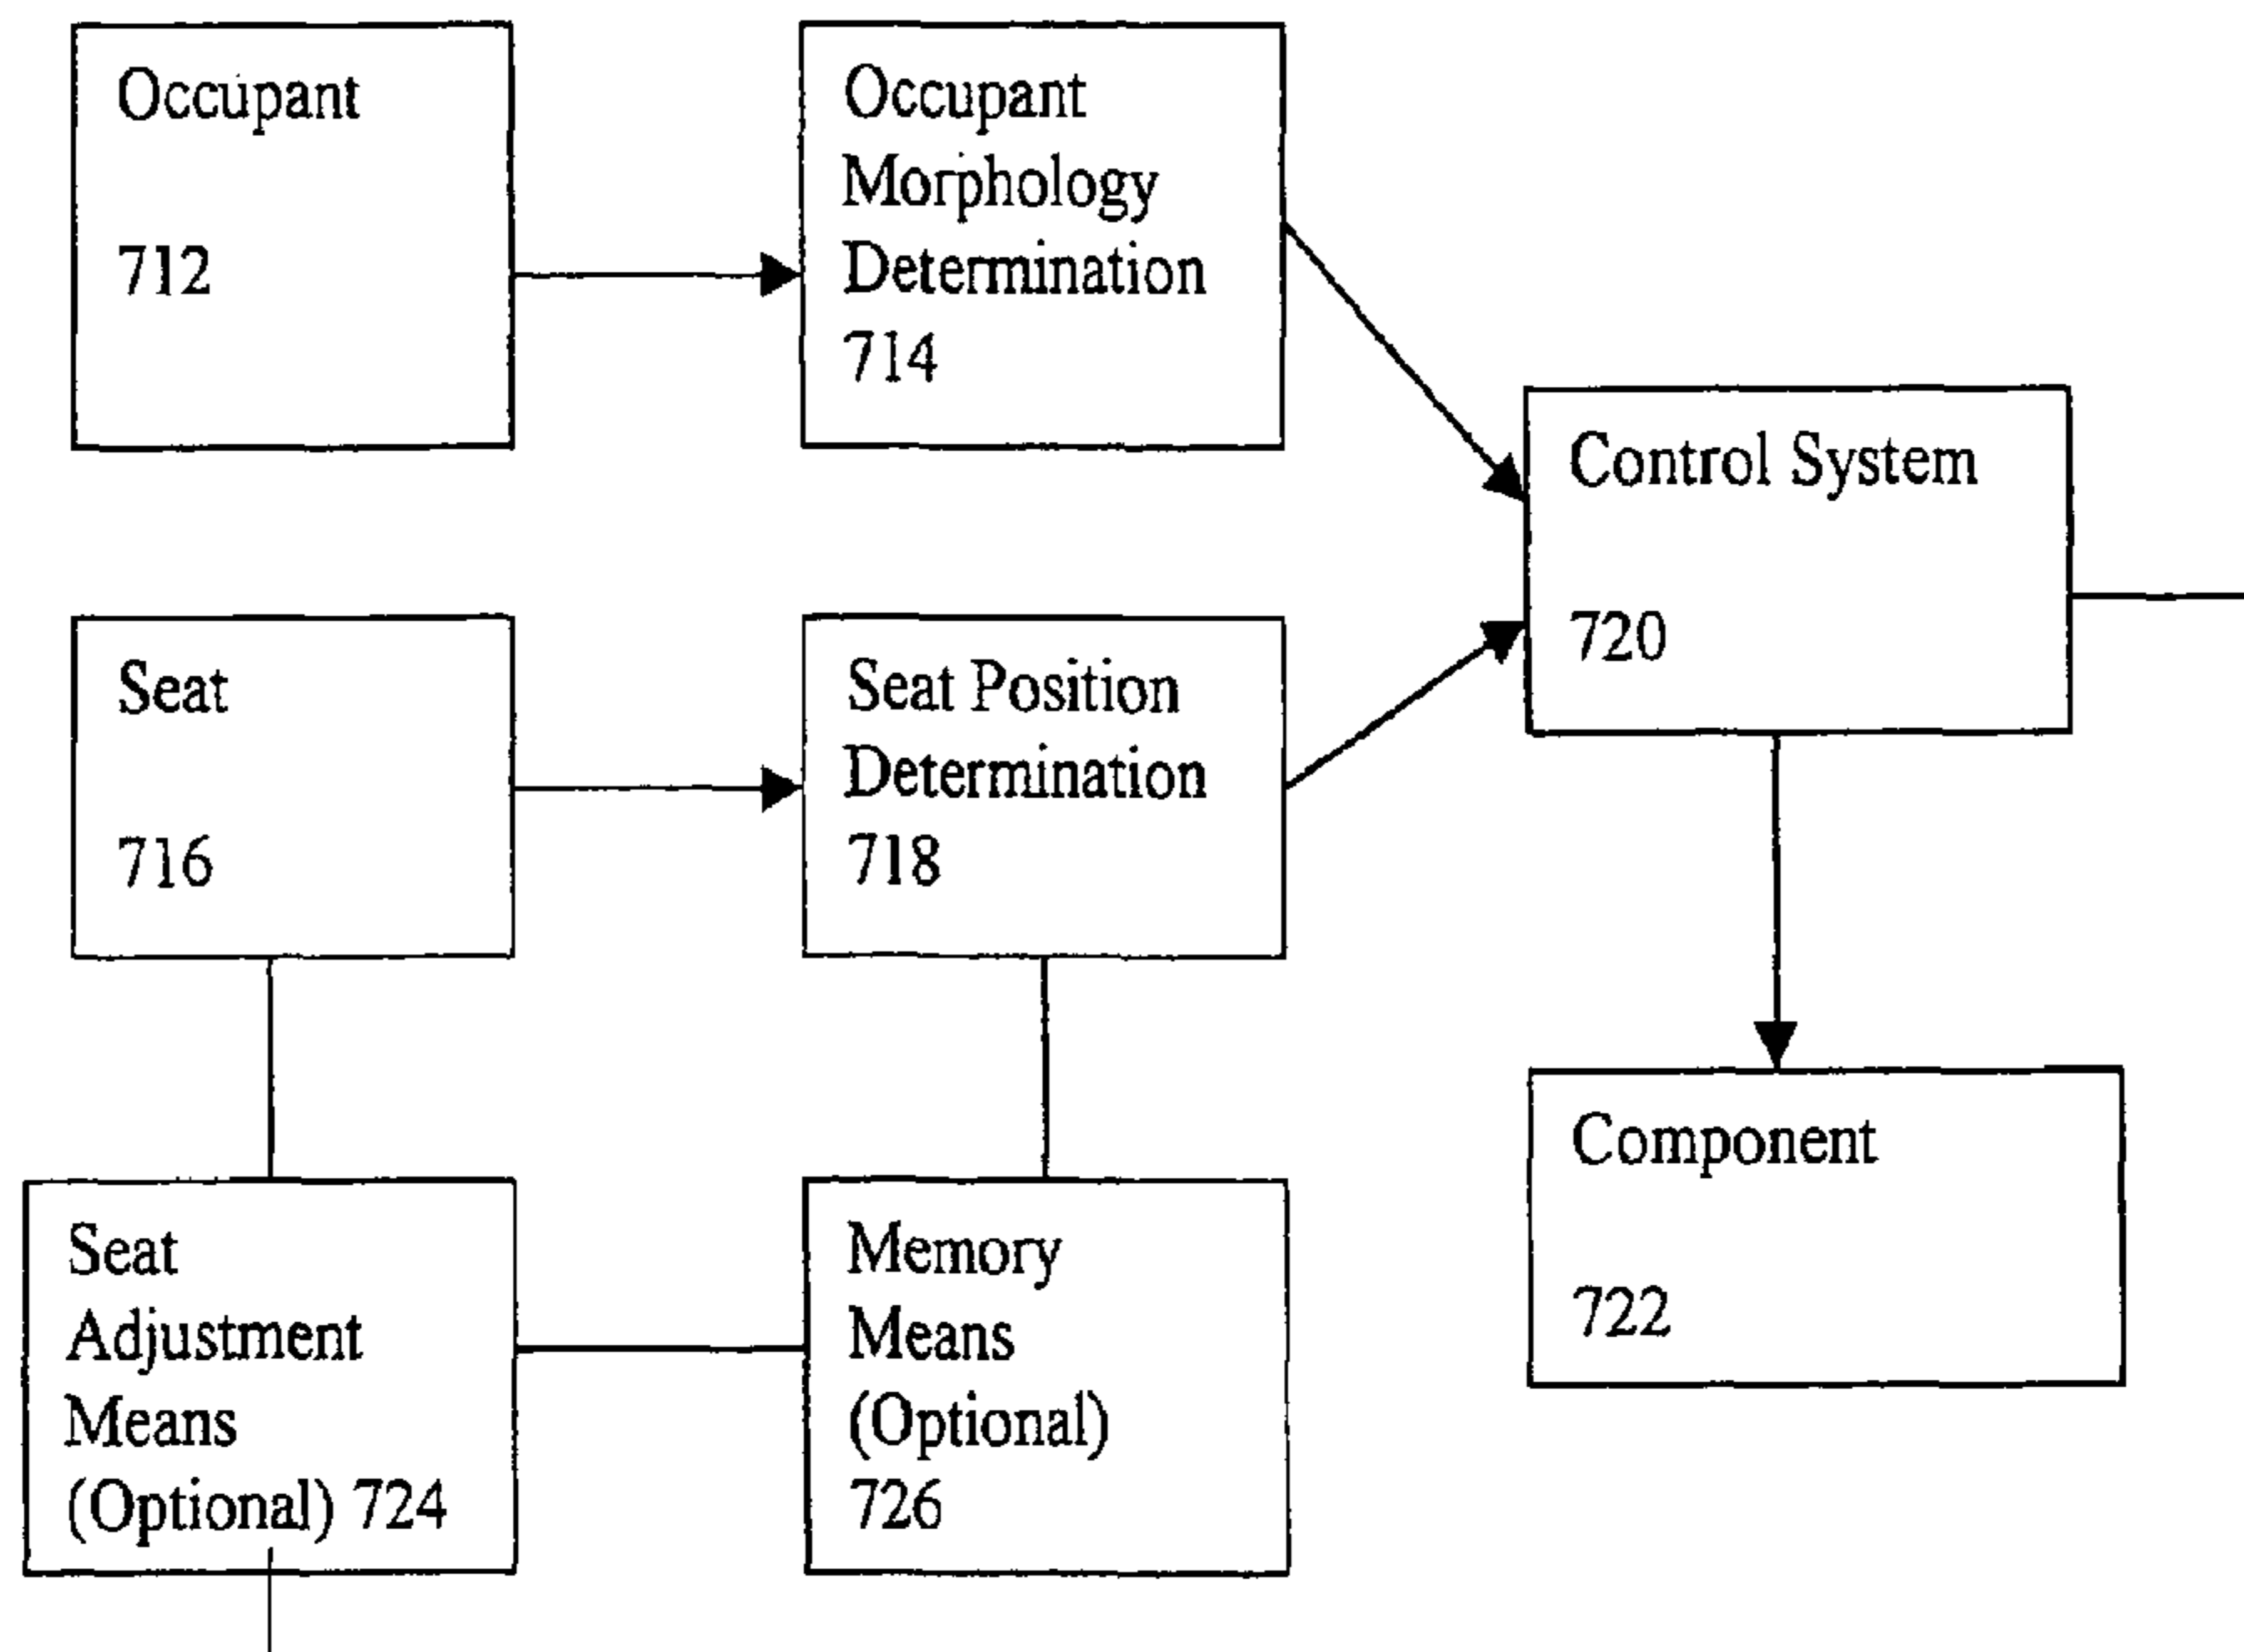 Occupant
712
Occupant
Morphology
Determination
714
Control System
720
Seat
716
Seat Position
Determination
718
Component
722
Seat
Adjustment
Means
(Optional) 724
Memory
Means
(Optional)
726